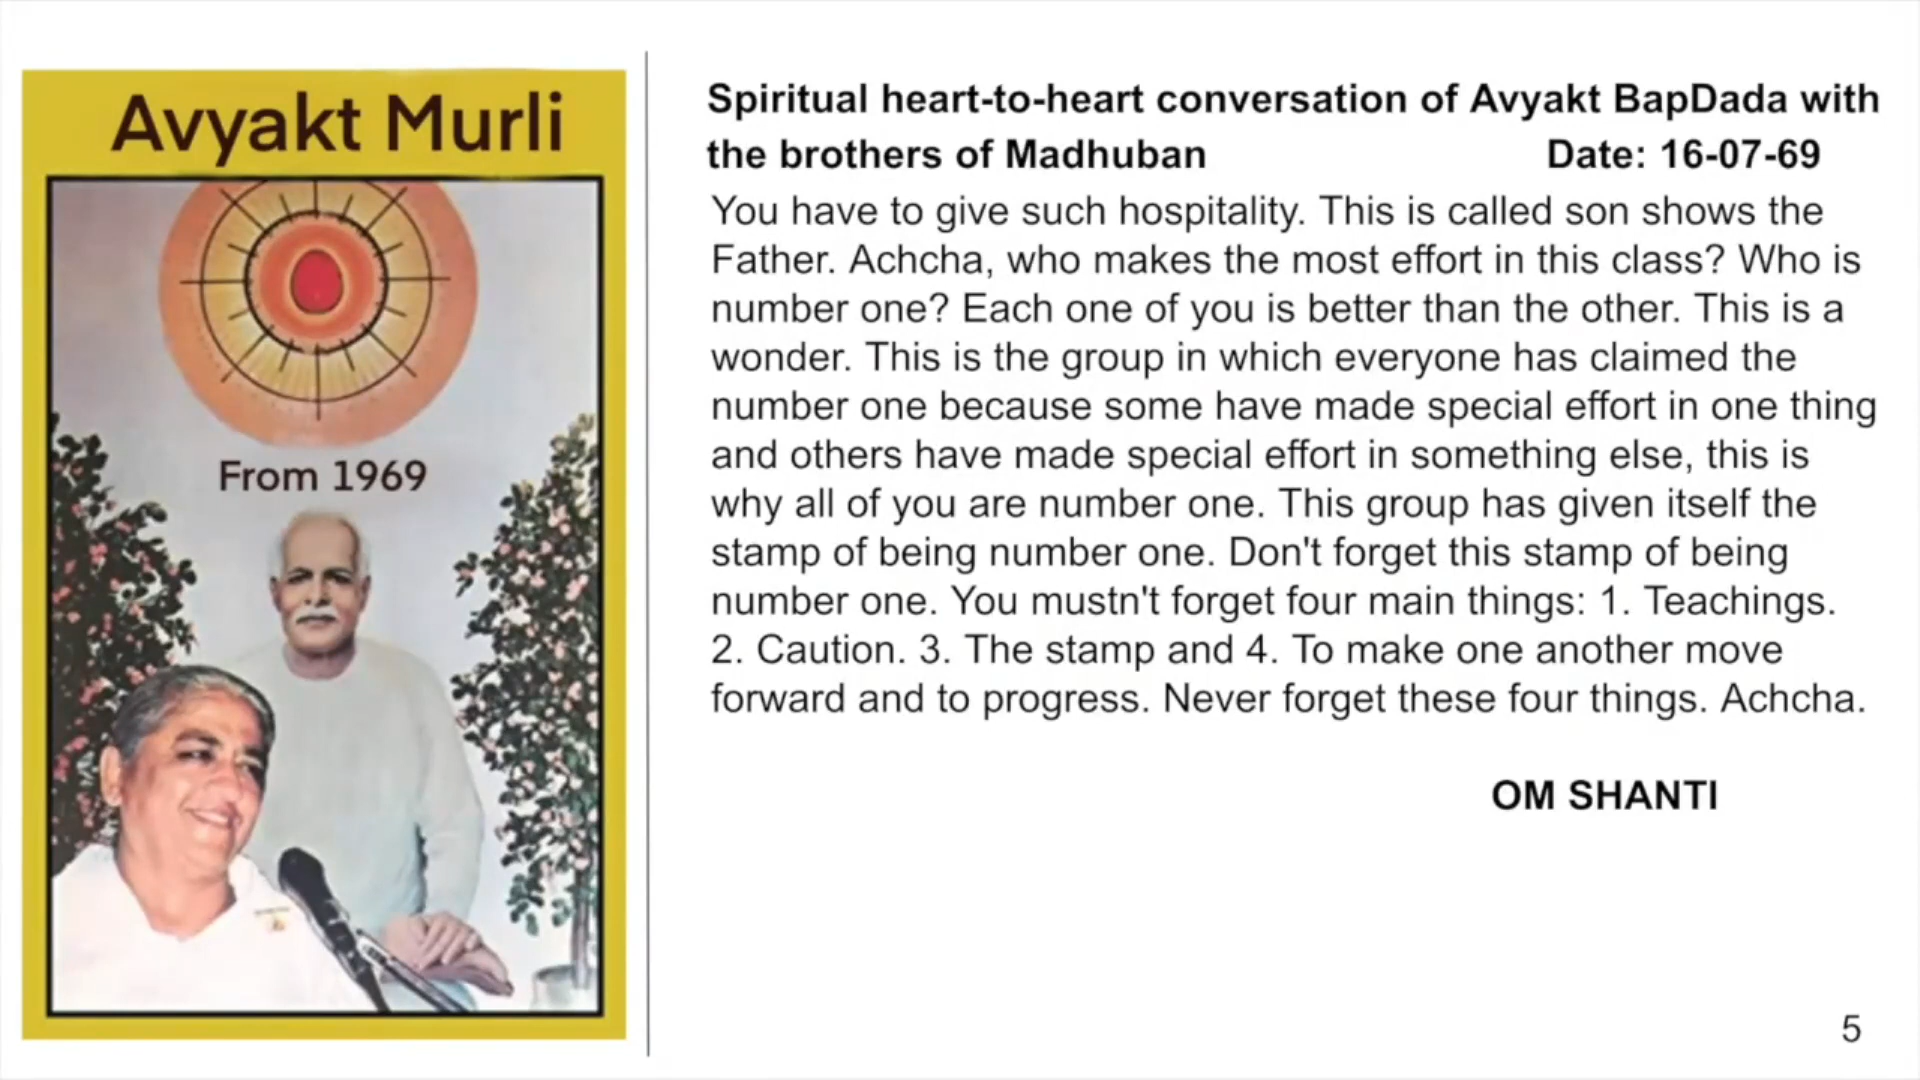 Avyakt Murli
From 1969
Spiritual heart-to-heart conversation of Avyakt BapDada with
the brothers of Madhuban Date: 16-07-69
You have to give such hospitality. This is called son shows the
Father. Achcha, who makes the most effort in this class? Who is
number one? Each one of you is better than the other. This is a
wonder. This is the group in which everyone has claimed the
number one because some have made special effort in one thing
and others have made special effort in something else, this is
why all of you are number one. This group has given itself the
stamp of being number one. Don't forget this stamp of being
number one. You mustn't forget four main things: 1. Teachings.
2. Caution. 3. The stamp and 4. To make one another move
forward and to progress. Never forget these four things. Achcha.
OM SHANTI
5